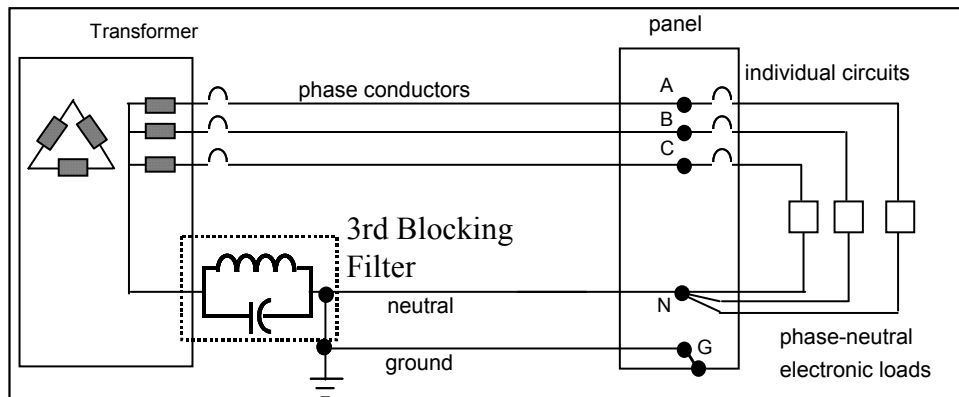 Transformer
panel
phase conductors
A
individual circuits
B
C
3rd Blocking
Filter
neutral
N
ground
G
phase-neutral
electronic loads